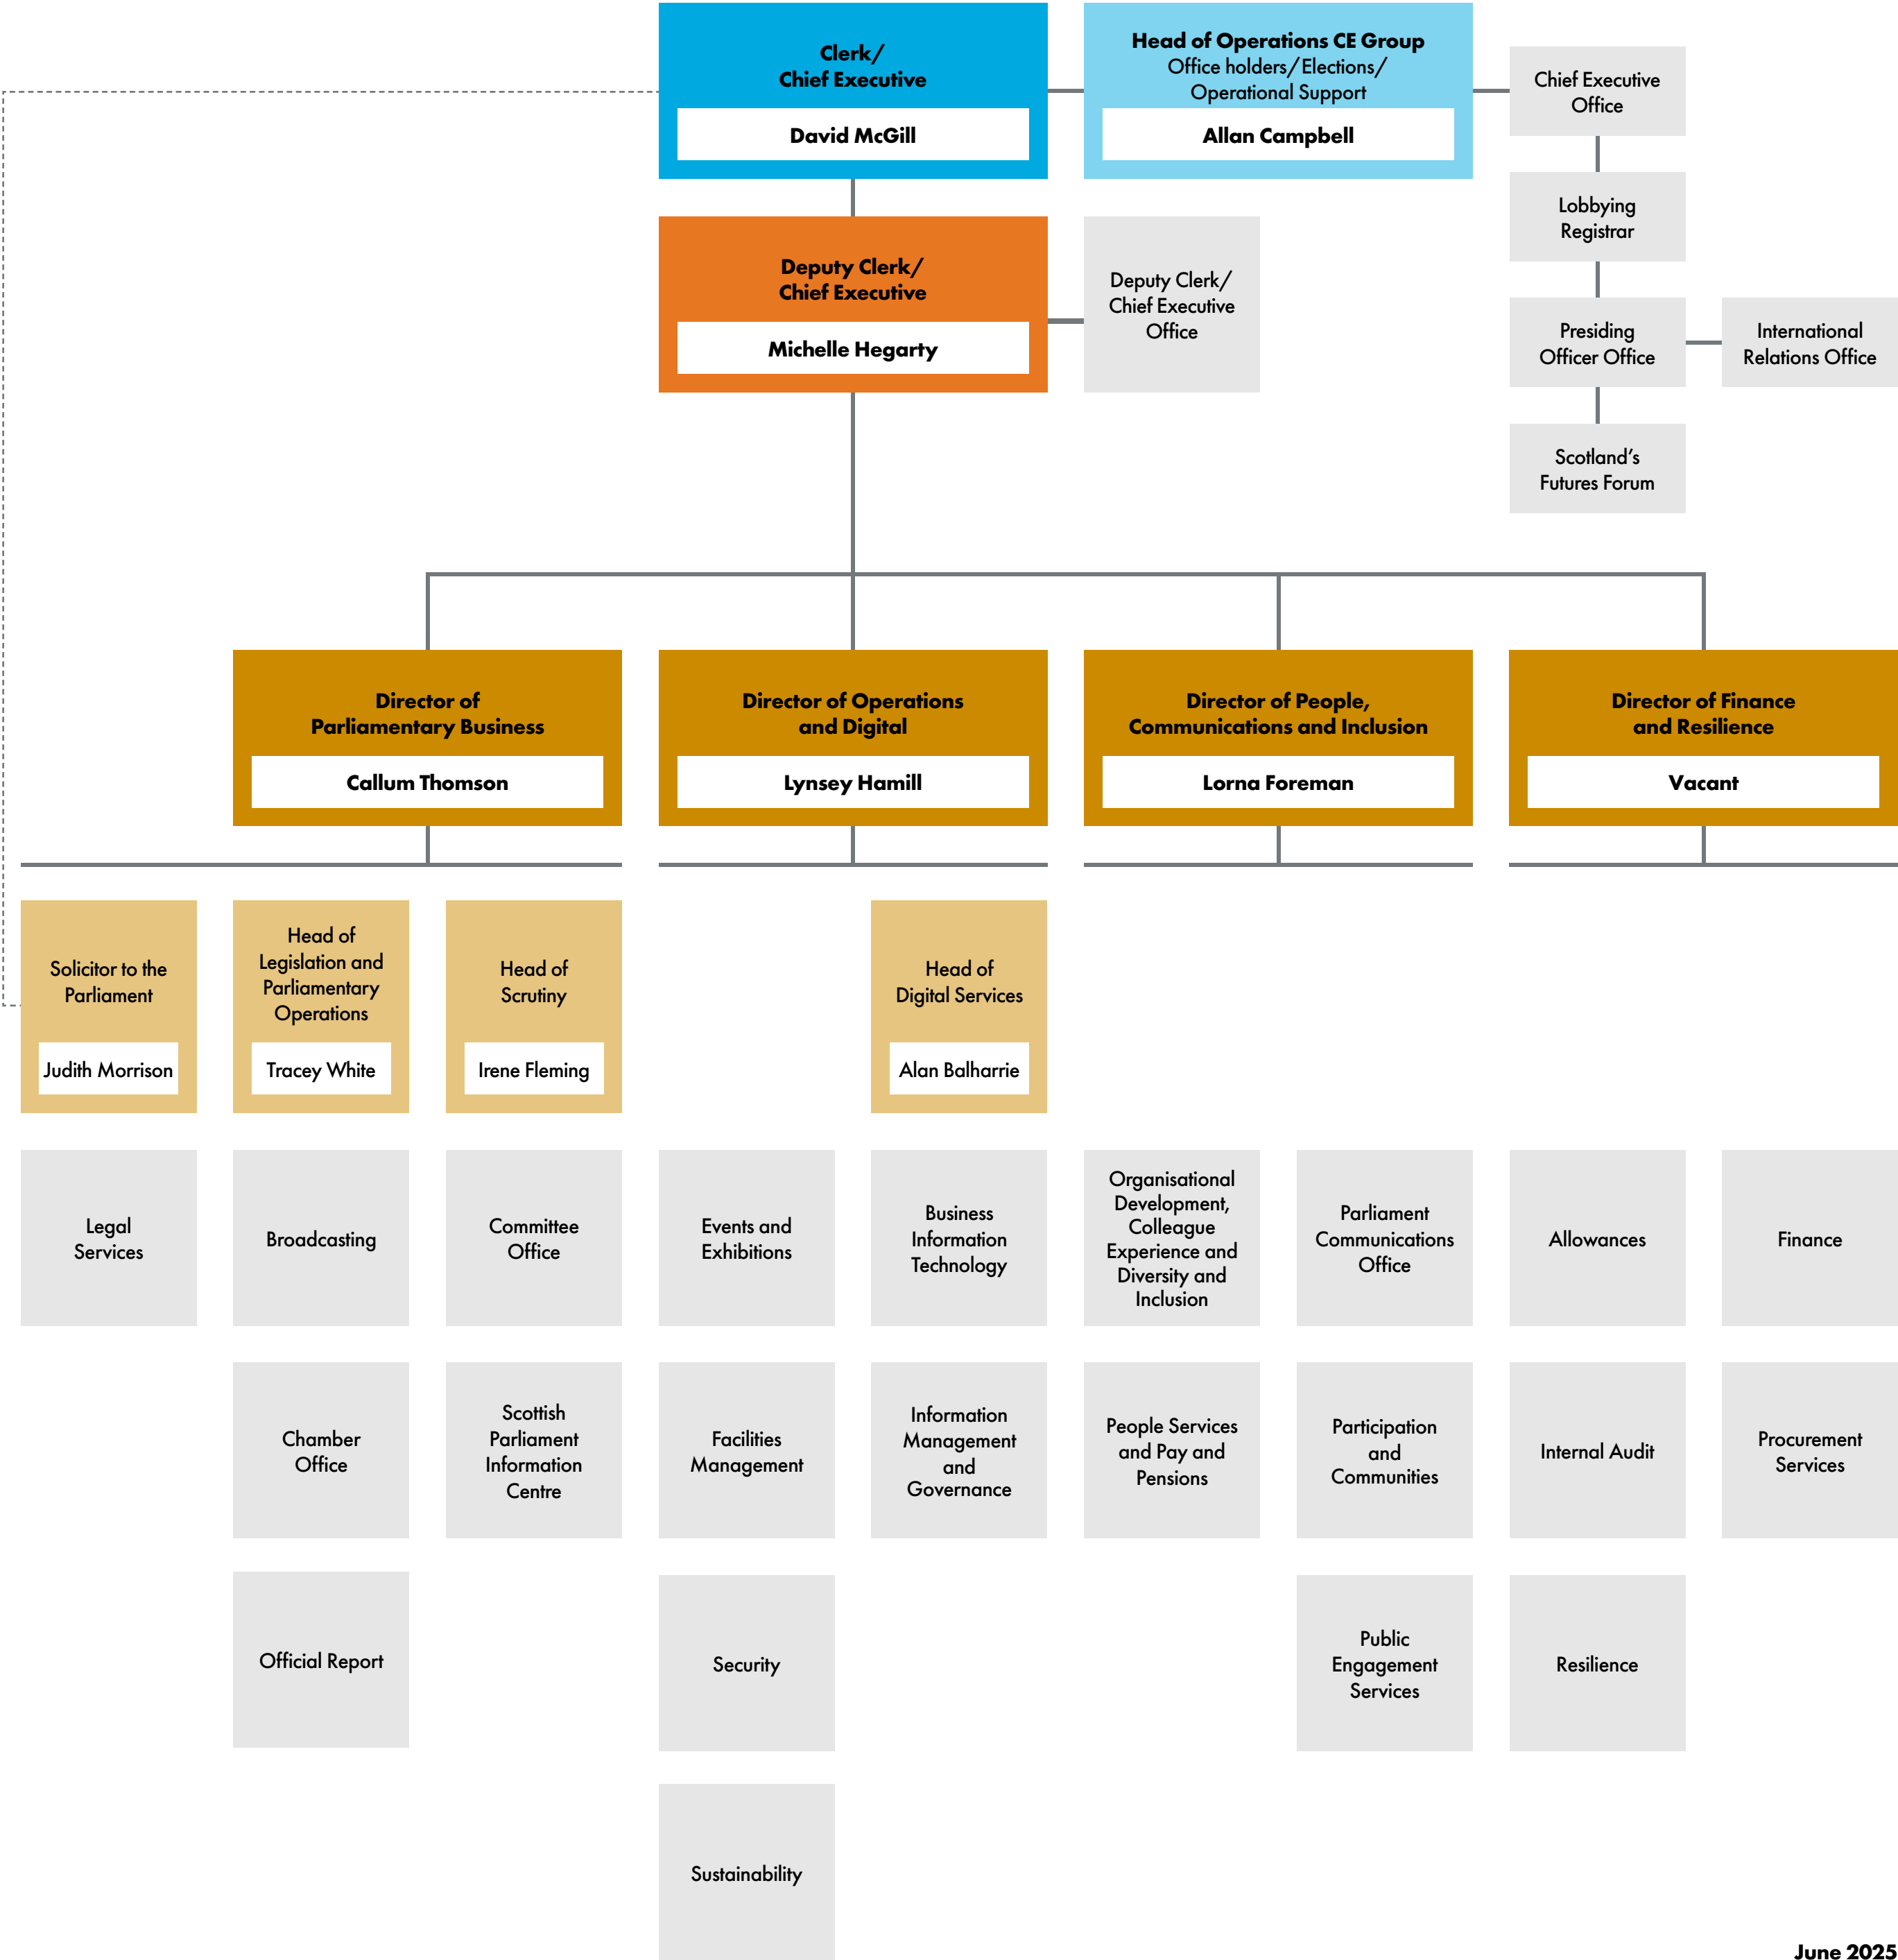 Clerk/
Chief Executive
David McGill
Head of Operations CE Group
Office holders/Elections/
Operational Support
Allan Campbell
Chief Executive
Office
Lobbying
Registrar
Deputy Clerk/
Chief Executive
Michelle Hegarty
Deputy Clerk/
Chief Executive
Office
Presiding
Officer Office
International
Relations Office
Scotland's
Futures Forum
Director of
Parliamentary Business
Callum Thomson
Director of Operations
and Digital
Lynsey Hamill
Director of People,
Communications and Inclusion
Lorna Foreman
Director of Finance
and Resilience
Vacant
Solicitor to the
Parliament
Judith Morrison
Head of
Legislation and
Parliamentary
Operations
Tracey White
Head of
Scrutiny
Irene Fleming
Head of
Digital Services
Alan Balharrie
Legal
Services
Broadcasting
Committee
Office
Events and
Exhibitions
Business
Information
Technology
Organisational
Development,
Colleague
Experience and
Diversity and
Inclusion
Parliament
Communications
Office
Allowances
Finance
Chamber
Office
Scottish
Parliament
Information
Centre
Facilities
Management
Information
Management
and
Governance
People Services
and Pay and
Pensions
Participation
and
Communities
Internal Audit
Procurement
Services
Official Report
Security
Public
Engagement
Services
Resilience
Sustainability
June 2025